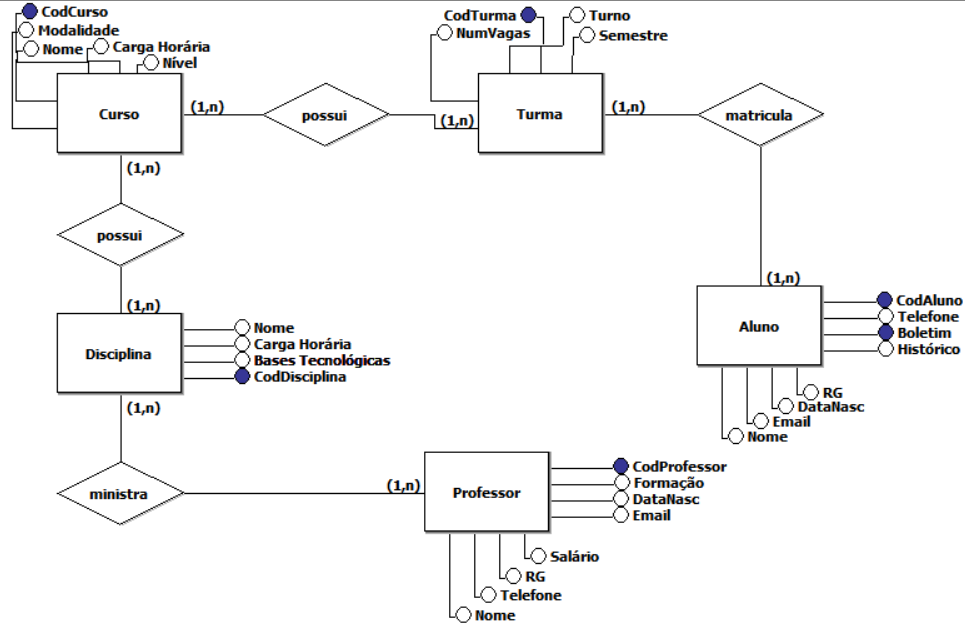 CodCurso
Modalidade
Nome
Carga Horária
Nível
Curso
(1,n)
possui
(1,n)
CodTurma
NumVagas
Turno
Semestre
Turma
(1,n)
matricula
(1,n)
possui
(1,n)
(1,n)
Aluno
CodAluno
Telefone
Boletim
Histórico
RG
DataNasc
Email
Nome
Disciplina
Nome
Carga Horária
Bases Tecnológicas
CodDisciplina
(1,n)
ministra
(1,n)
Professor
CodProfessor
Formação
DataNasc
Email
Salário
RG
Telefone
Nome